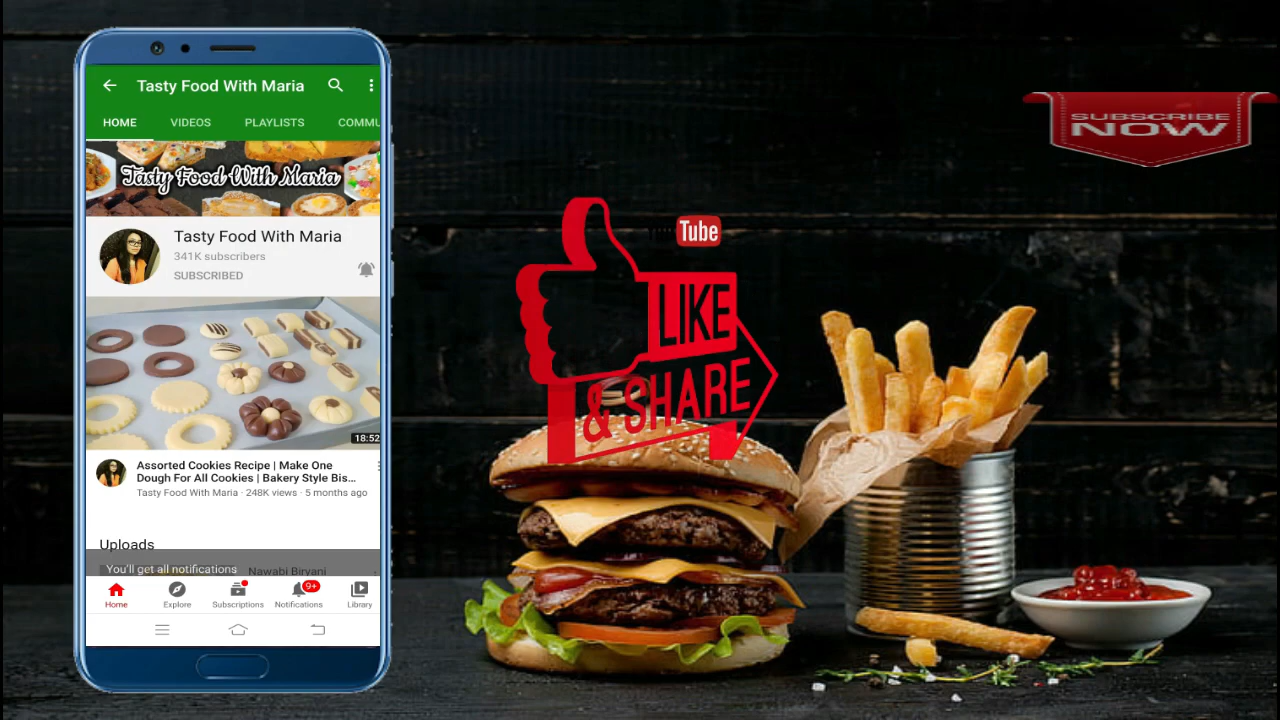 Tasty Food With Maria
HOME VIDEOS PLAYLISTS COMMU
Tasty Food With Maria
Tasty Food With Maria
341K subscribers
SUBSCRIBED
18:52
Assorted Cookies Recipe | Make One
Dough For All Cookies | Bakery Style Bis...
Tasty Food With Maria · 248K views · 5 months ago
Uploads
You'll get all notifications
Nawabi Biryani
9+
Home Explore Subscriptions Notifications Library
You Tube
LIKE
& SHARE
SUBSCRIBE
NOW